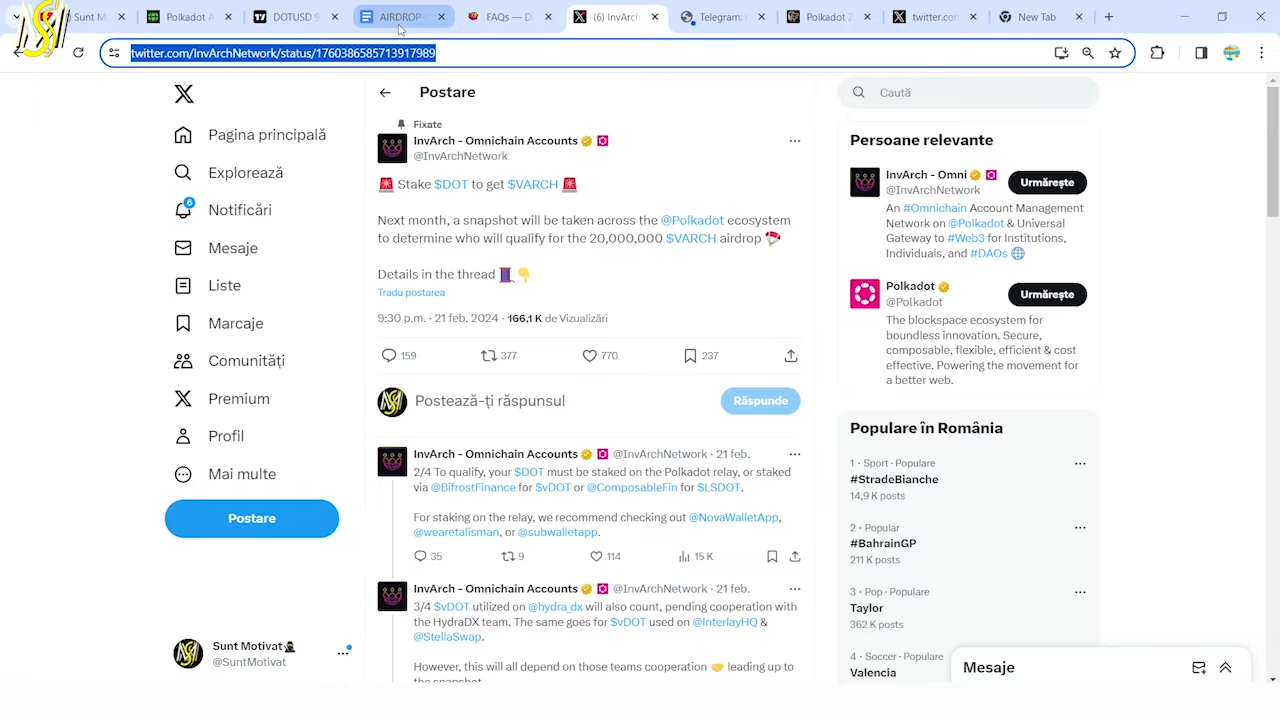 Sunt M
Polkadot A
DOTUSD 9
AIRDROP-
FAQs — D
(6) InvArch
Telegram:
Polkadot 2
twitter.com
New Tab
twitter.com/InvArchNetwork/status/1760386585713917989
Postare
Caută
Pagina principală
Explorează
6
Notificări
Mesaje
Liste
Marcaje
Comunități
Premium
Profil
Mai multe
Postare
Sunt Motivat
@SuntMotivat
Fixate
InvArch - Omnichain Accounts
@InvArchNetwork
Stake $DOT to get $VARCH
Next month, a snapshot will be taken across the @Polkadot ecosystem
to determine who will qualify for the 20,000,000 $VARCH airdrop
Details in the thread
Tradu postarea
9:30 p.m. · 21 feb. 2024 · 166,1 K de Vizualizări
159 377 770 237
Postează-ți răspunsul
Răspunde
InvArch - Omnichain Accounts @InvArchNetwork · 21 feb.
2/4 To qualify, your $DOT must be staked on the Polkadot relay, or staked
via @BifrostFinance for $vDOT or @ComposableFin for $LSDOT.
For staking on the relay, we recommend checking out @NovaWalletApp,
@wearetalisman, or @subwalletapp.
35 9 114 15 K
InvArch - Omnichain Accounts @InvArchNetwork · 21 feb.
3/4 $vDOT utilized on @hydra_dx will also count, pending cooperation with
the HydraDX team. The same goes for $vDOT used on @InterlayHQ &
@StellaSwap.
However, this will all depend on those teams cooperation leading up to
the snapshot.
Persoane relevante
InvArch - Omni
@InvArchNetwork
Urmărește
An #Omnichain Account Management
Network on @Polkadot & Universal
Gateway to #Web3 for Institutions,
Individuals, and #DAOs
Polkadot
@Polkadot
Urmărește
The blockspace ecosystem for
boundless innovation. Secure,
composable, flexible, efficient & cost
effective. Powering the movement for
a better web.
Populare în România
1 · Sport · Populare
#StradeBianche
14,9 K posts
2 · Popular
#BahrainGP
211 K posts
3 · Pop · Populare
Taylor
362 K posts
4 · Soccer · Populare
Valencia
Mesaje